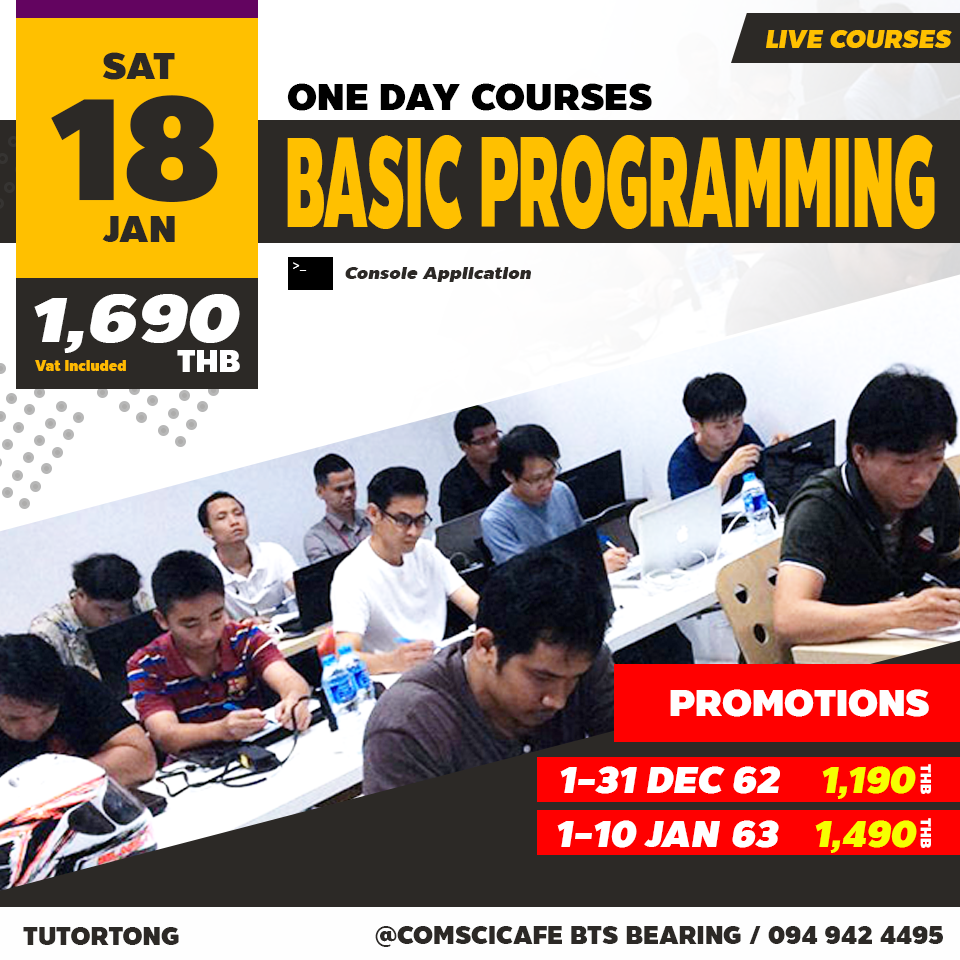 LIVE COURSES
SAT
18
JAN
ONE DAY COURSES
BASIC PROGRAMMING
>_
Console Application
1,690
Vat included THB
PROMOTIONS
1-31 DEC 62 1,190 THB
1-10 JAN 63 1,490 THB
TUTORTONG @COMSCICAFE BTS BEARING / 094 942 4495